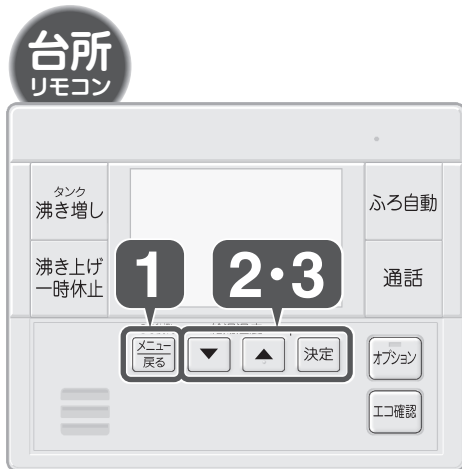 台所
リモコン
タンク
沸き増し
ふろ自動
沸き上げ
一時休止
通話
1
2・3
メニュー
戻る
▼
▲
決定
オプション
エコ確認